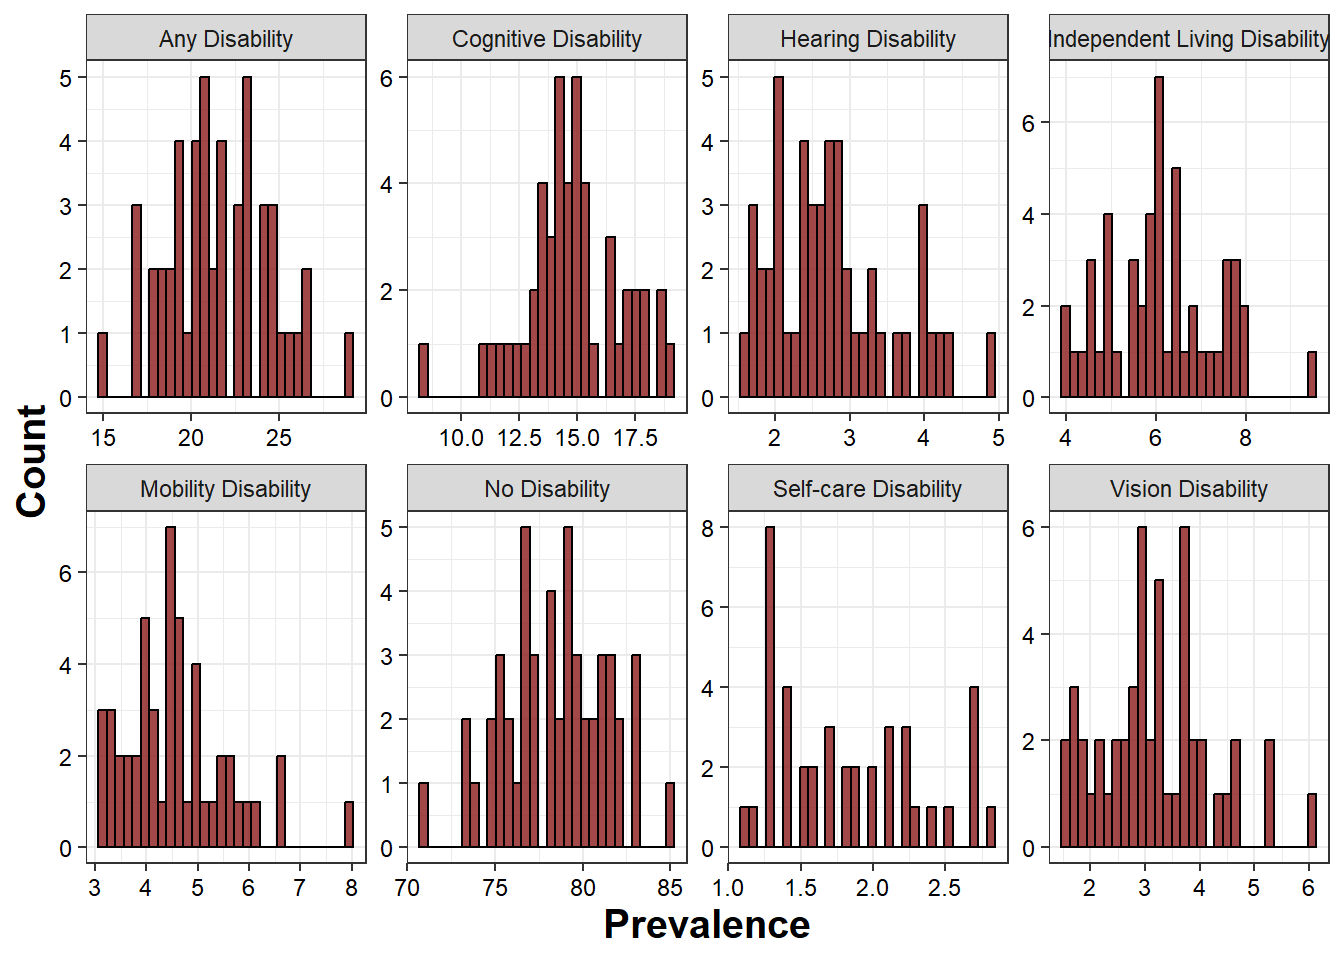 Any Disability
Cognitive Disability
Hearing Disability
Independent Living Disability
5
4
3
2
1
0
15 20 25
6
4
2
0
10.0 12.5 15.0 17.5
5
4
3
2
1
0
2 3 4 5
6
4
2
0
4 6 8
Count
Mobility Disability
No Disability
Self-care Disability
Vision Disability
6
4
2
0
3 4 5 6 7 8
5
4
3
2
1
0
70 75 80 85
8
6
4
2
0
1.0 1.5 2.0 2.5
6
4
2
0
2 3 4 5 6
Prevalence